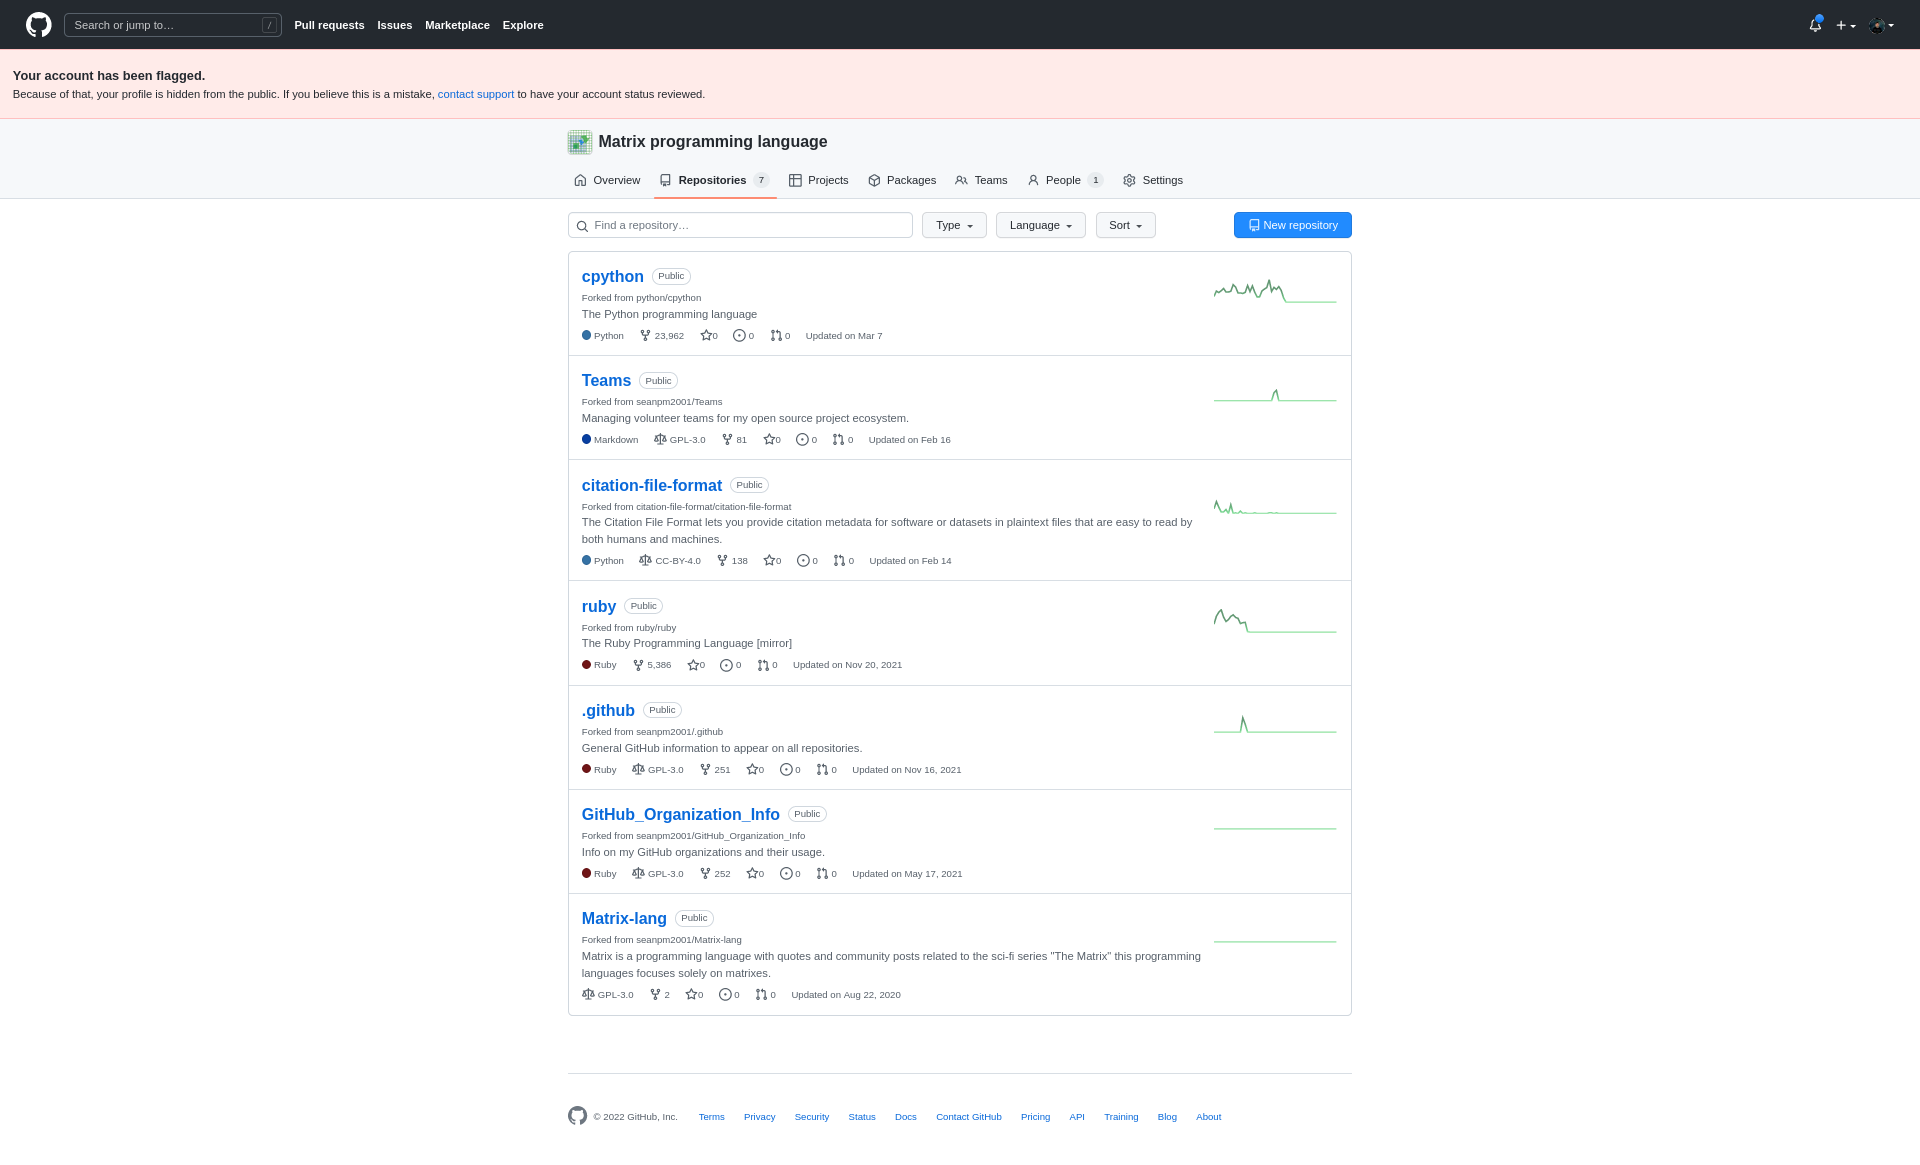 Search or jump to… /
Pull requests Issues Marketplace Explore
Your account has been flagged.
Because of that, your profile is hidden from the public. If you believe this is a mistake, contact support to have your account status reviewed.
Matrix programming language
Overview Repositories 7 Projects Packages Teams People 1 Settings
Find a repository… Type Language Sort New repository
cpython Public
Forked from python/cpython
The Python programming language
Python 23,962 0 0 0 Updated on Mar 7
Teams Public
Forked from seanpm2001/Teams
Managing volunteer teams for my open source project ecosystem.
Markdown GPL-3.0 81 0 0 0 Updated on Feb 16
citation-file-format Public
Forked from citation-file-format/citation-file-format
The Citation File Format lets you provide citation metadata for software or datasets in plaintext files that are easy to read by
both humans and machines.
Python CC-BY-4.0 138 0 0 0 Updated on Feb 14
ruby Public
Forked from ruby/ruby
The Ruby Programming Language [mirror]
Ruby 5,386 0 0 0 Updated on Nov 20, 2021
.github Public
Forked from seanpm2001/.github
General GitHub information to appear on all repositories.
Ruby GPL-3.0 251 0 0 0 Updated on Nov 16, 2021
GitHub_Organization_Info Public
Forked from seanpm2001/GitHub_Organization_Info
Info on my GitHub organizations and their usage.
Ruby GPL-3.0 252 0 0 0 Updated on May 17, 2021
Matrix-lang Public
Forked from seanpm2001/Matrix-lang
Matrix is a programming language with quotes and community posts related to the sci-fi series "The Matrix" this programming
languages focuses solely on matrixes.
GPL-3.0 2 0 0 0 Updated on Aug 22, 2020
© 2022 GitHub, Inc. Terms Privacy Security Status Docs Contact GitHub Pricing API Training Blog About